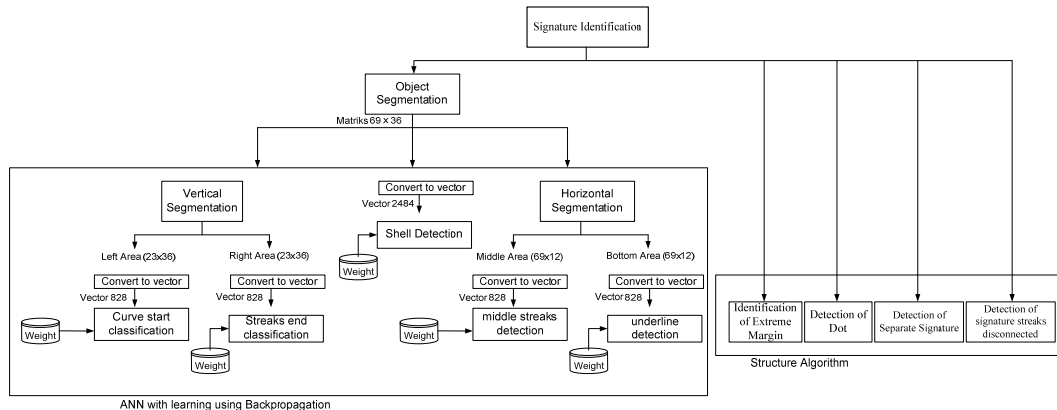 Signature Identification
Object
Segmentation
Matriks 69 × 36
Vertical
Segmentation
Convert to vector
Vector 2484
Shell Detection
Weight
Horizontal
Segmentation
Left Area (23x36)
Right Area (23x36)
Middle Area (69x12)
Bottom Area (69x12)
Convert to vector
Convert to vector
Convert to vector
Convert to vector
Vector 828
Vector 828
Vector 828
Vector 828
Curve start
classification
Streaks end
classification
middle streaks
detection
underline
detection
Weight
Weight
Weight
Weight
Identification
of Extreme
Margin
Detection of
Dot
Detection of
Separate Signature
Detection of
signature streaks
disconnected
Structure Algorithm
ANN with learning using Backpropagation